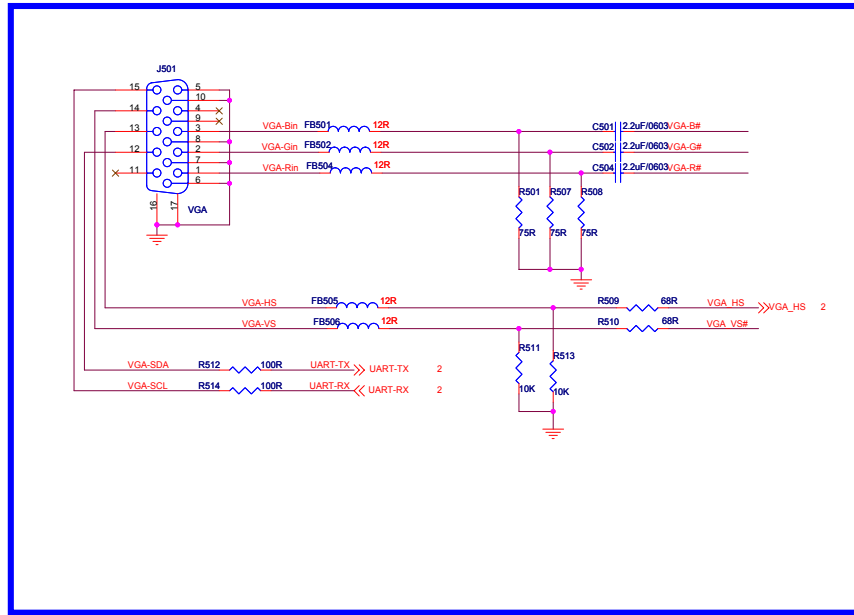 J501
15 5
10
14 4
9
13 3 VGA-Bin FB501 12R C501 2.2uF/0603 VGA-B#
8
12 2 VGA-Gin FB502 12R C502 2.2uF/0603 VGA-G#
7
11 1 VGA-Rin FB504 12R C504 2.2uF/0603 VGA-R#
6
R501 R507 R508
16 17 VGA
75R 75R 75R
VGA-HS FB505 12R R509 68R VGA_HS VGA_HS 2
VGA-VS FB506 12R R510 68R VGA_VS#
R511 R513
VGA-SDA R512 100R UART-TX UART-TX 2
VGA-SCL R514 100R UART-RX UART-RX 2
10K 10K